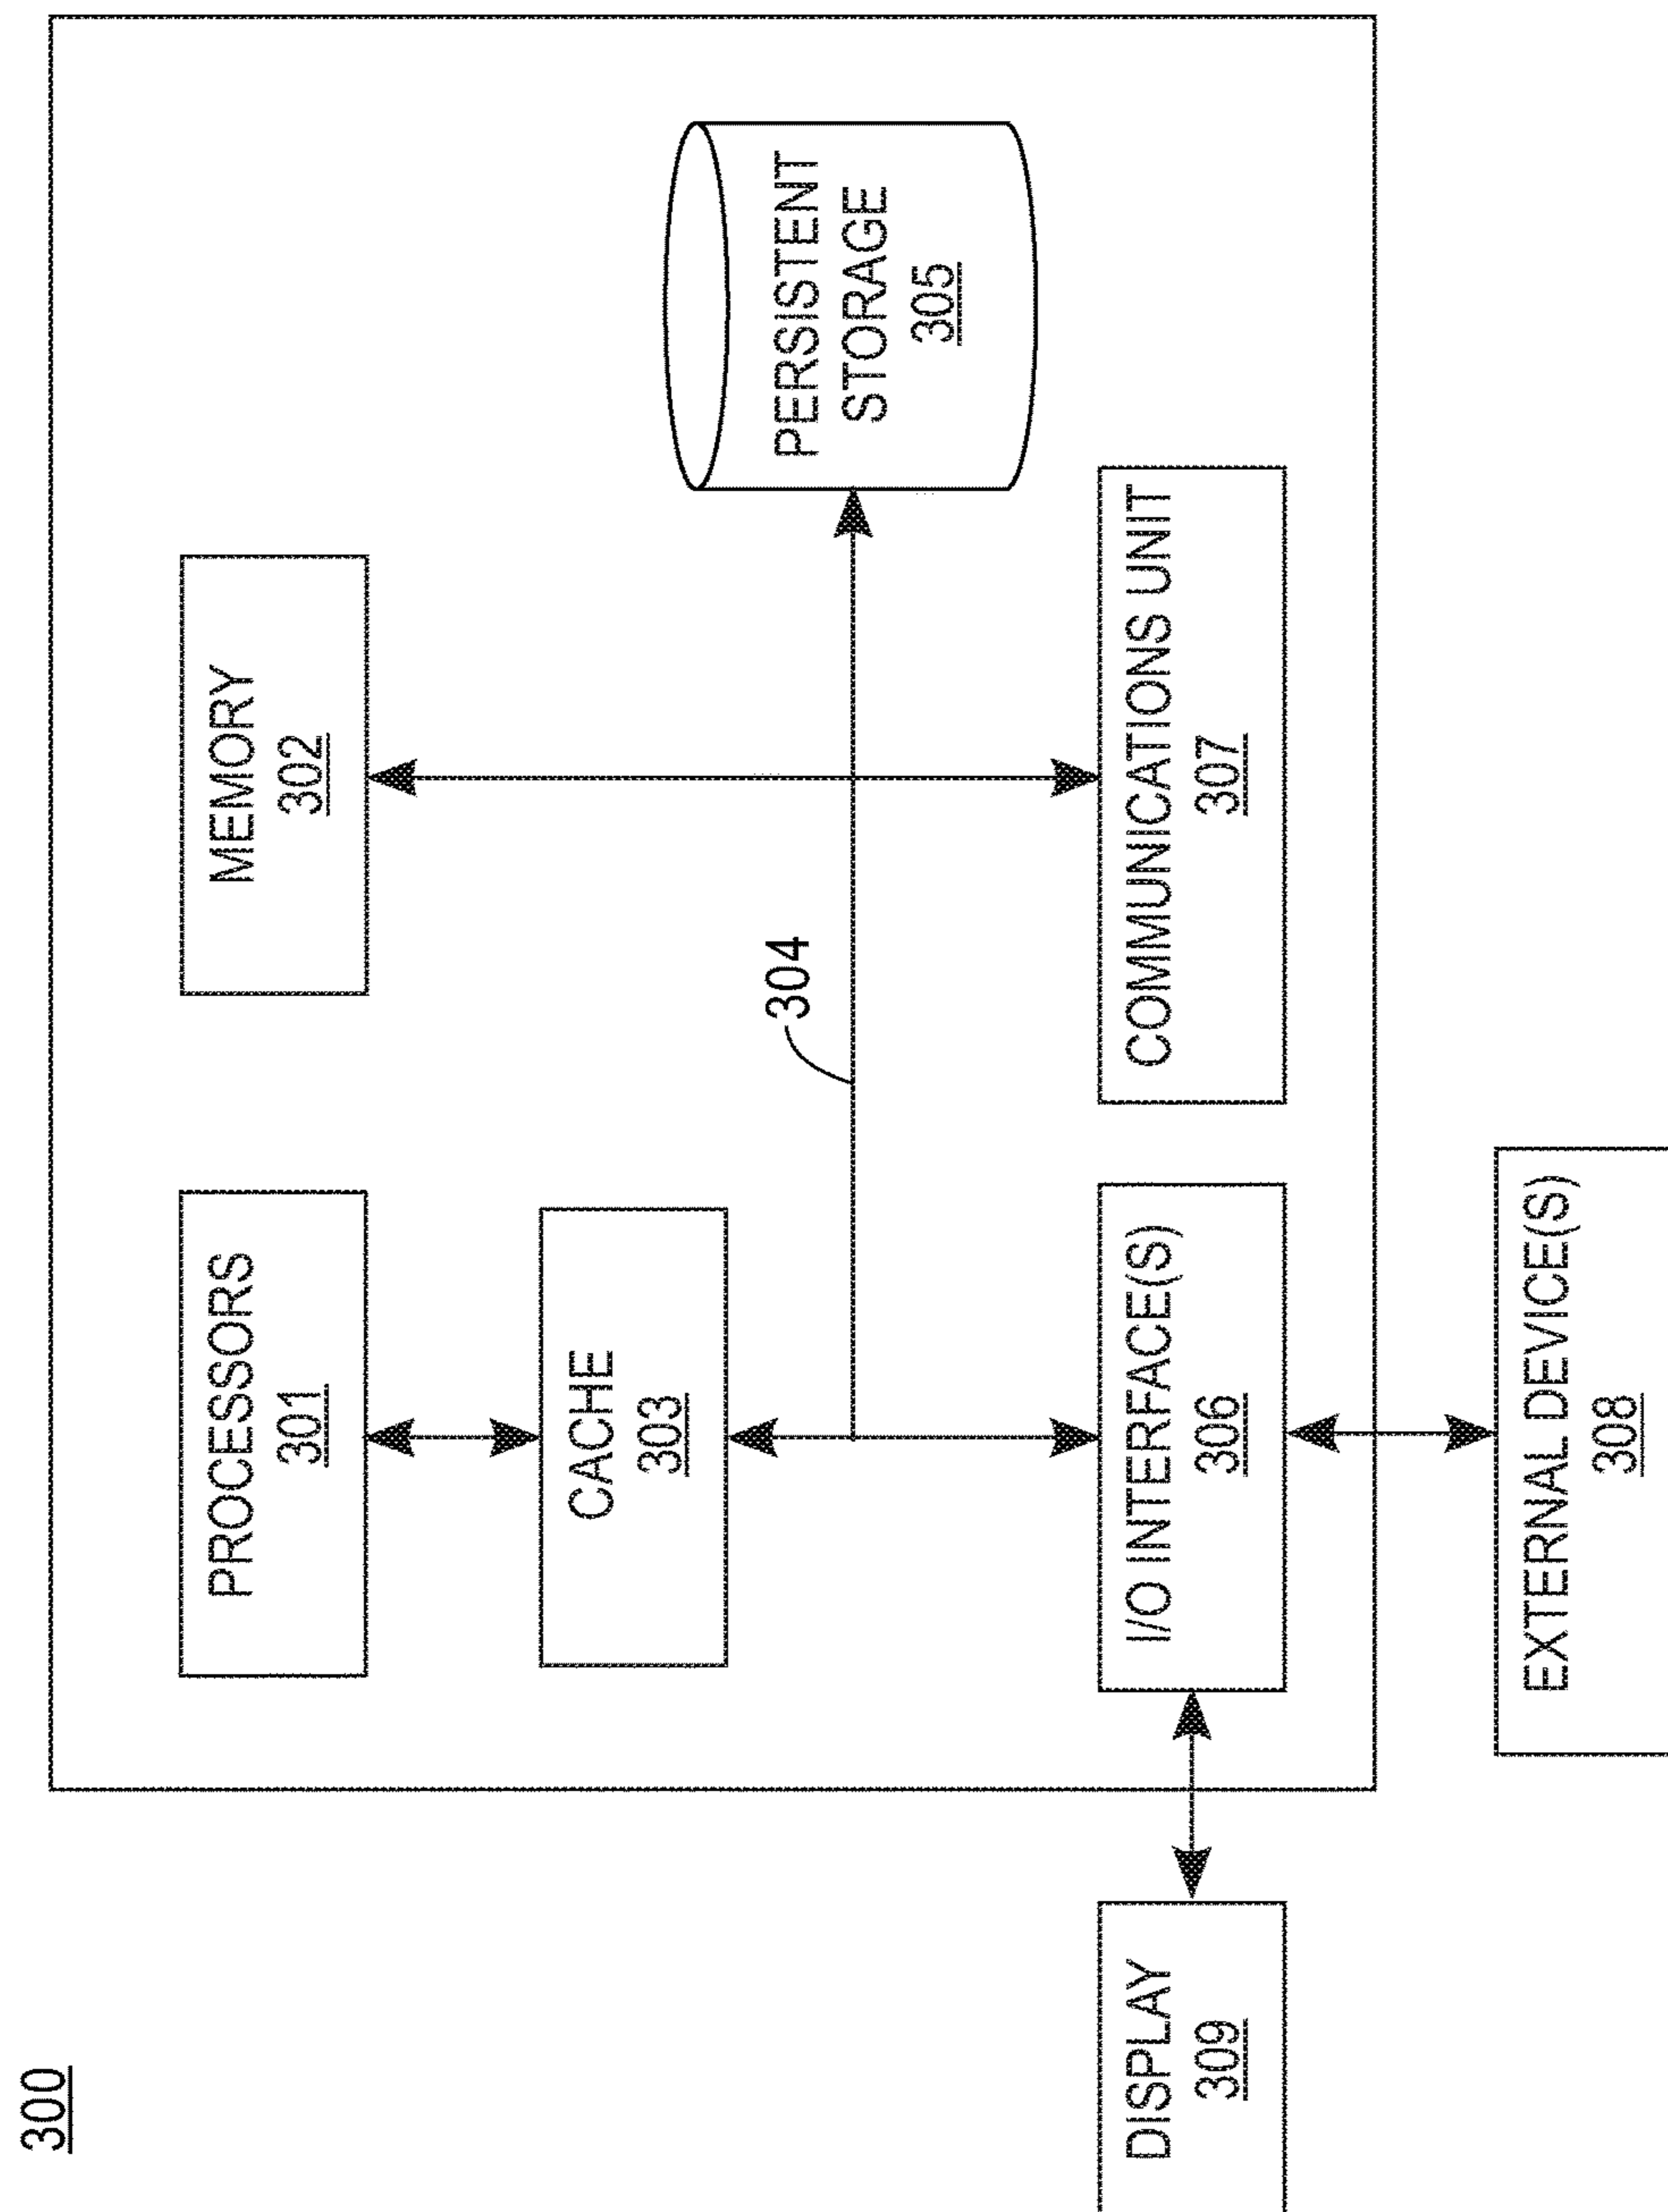 300
PROCESSORS
301
MEMORY
302
CACHE
303
304
PERSISTENT
STORAGE
305
DISPLAY
309
I/O INTERFACE(S)
306
COMMUNICATIONS UNIT
307
EXTERNAL DEVICE(S)
308